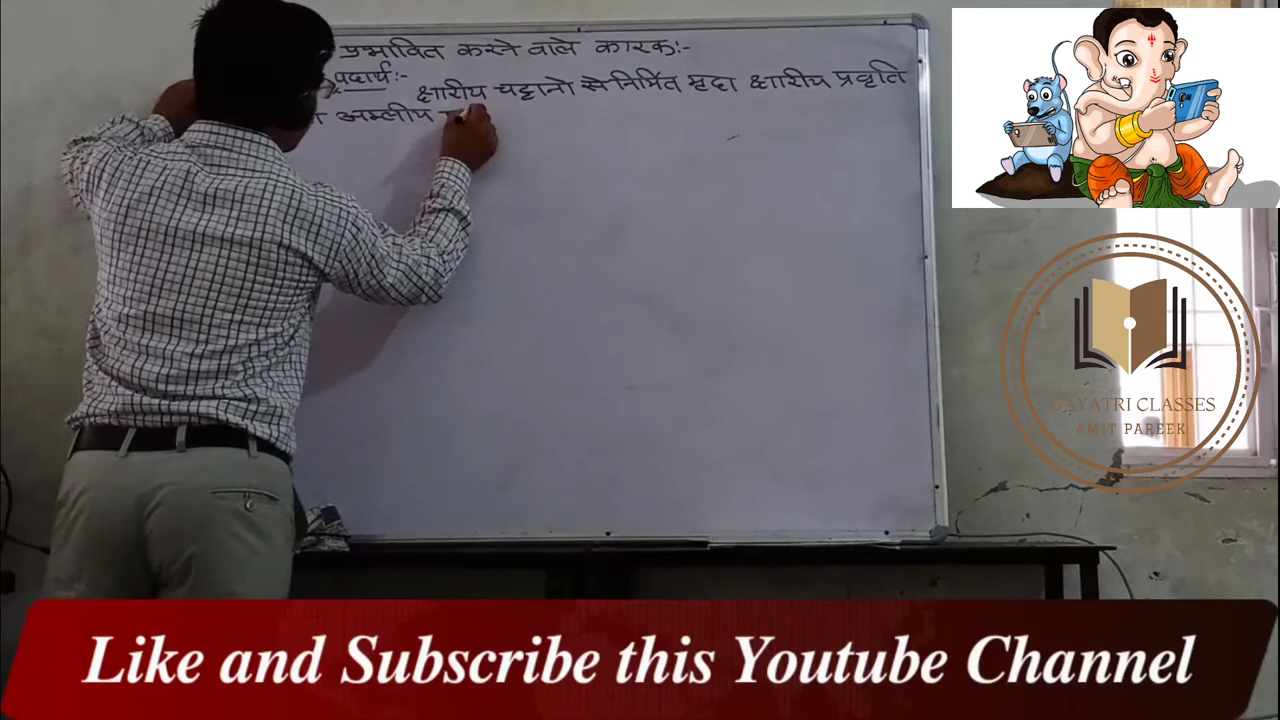 प्रभावित करने वाले कारक:-
पदार्थ:-
क्षारीय चट्टानो से निर्मित मृदा क्षारीय प्रवृति
अम्लीय
GAYATRI CLASSES
AMIT PAREEK
Like and Subscribe this Youtube Channel